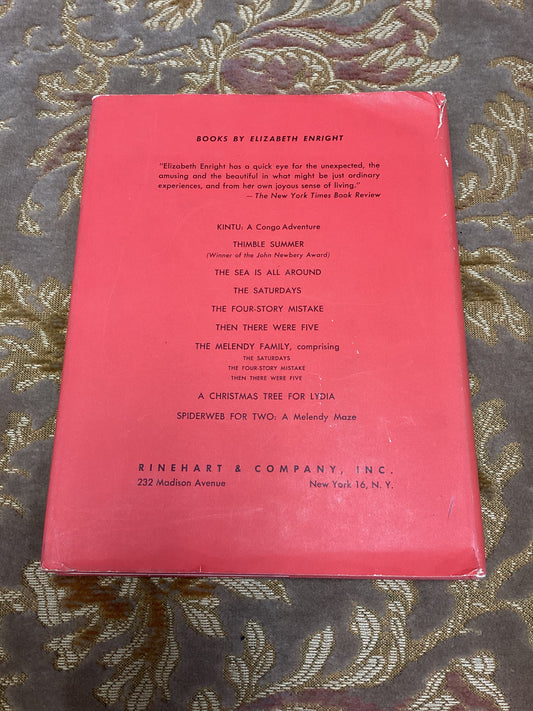 BOOKS BY ELIZABETH ENRIGHT
"Elizabeth Enright has a quick eye for the unexpected, the
amusing and the beautiful in what might be just ordinary
experiences, and from her own joyous sense of living."
— The New York Times Book Review
KINTU: A Congo Adventure
THIMBLE SUMMER
(Winner of the John Newbery Award)
THE SEA IS ALL AROUND
THE SATURDAYS
THE FOUR-STORY MISTAKE
THEN THERE WERE FIVE
THE MELENDY FAMILY, comprising
THE SATURDAYS
THE FOUR-STORY MISTAKE
THEN THERE WERE FIVE
A CHRISTMAS TREE FOR LYDIA
SPIDERWEB FOR TWO: A Melendy Maze
RINEHART & COMPANY, INC.
232 Madison Avenue New York 16, N. Y.